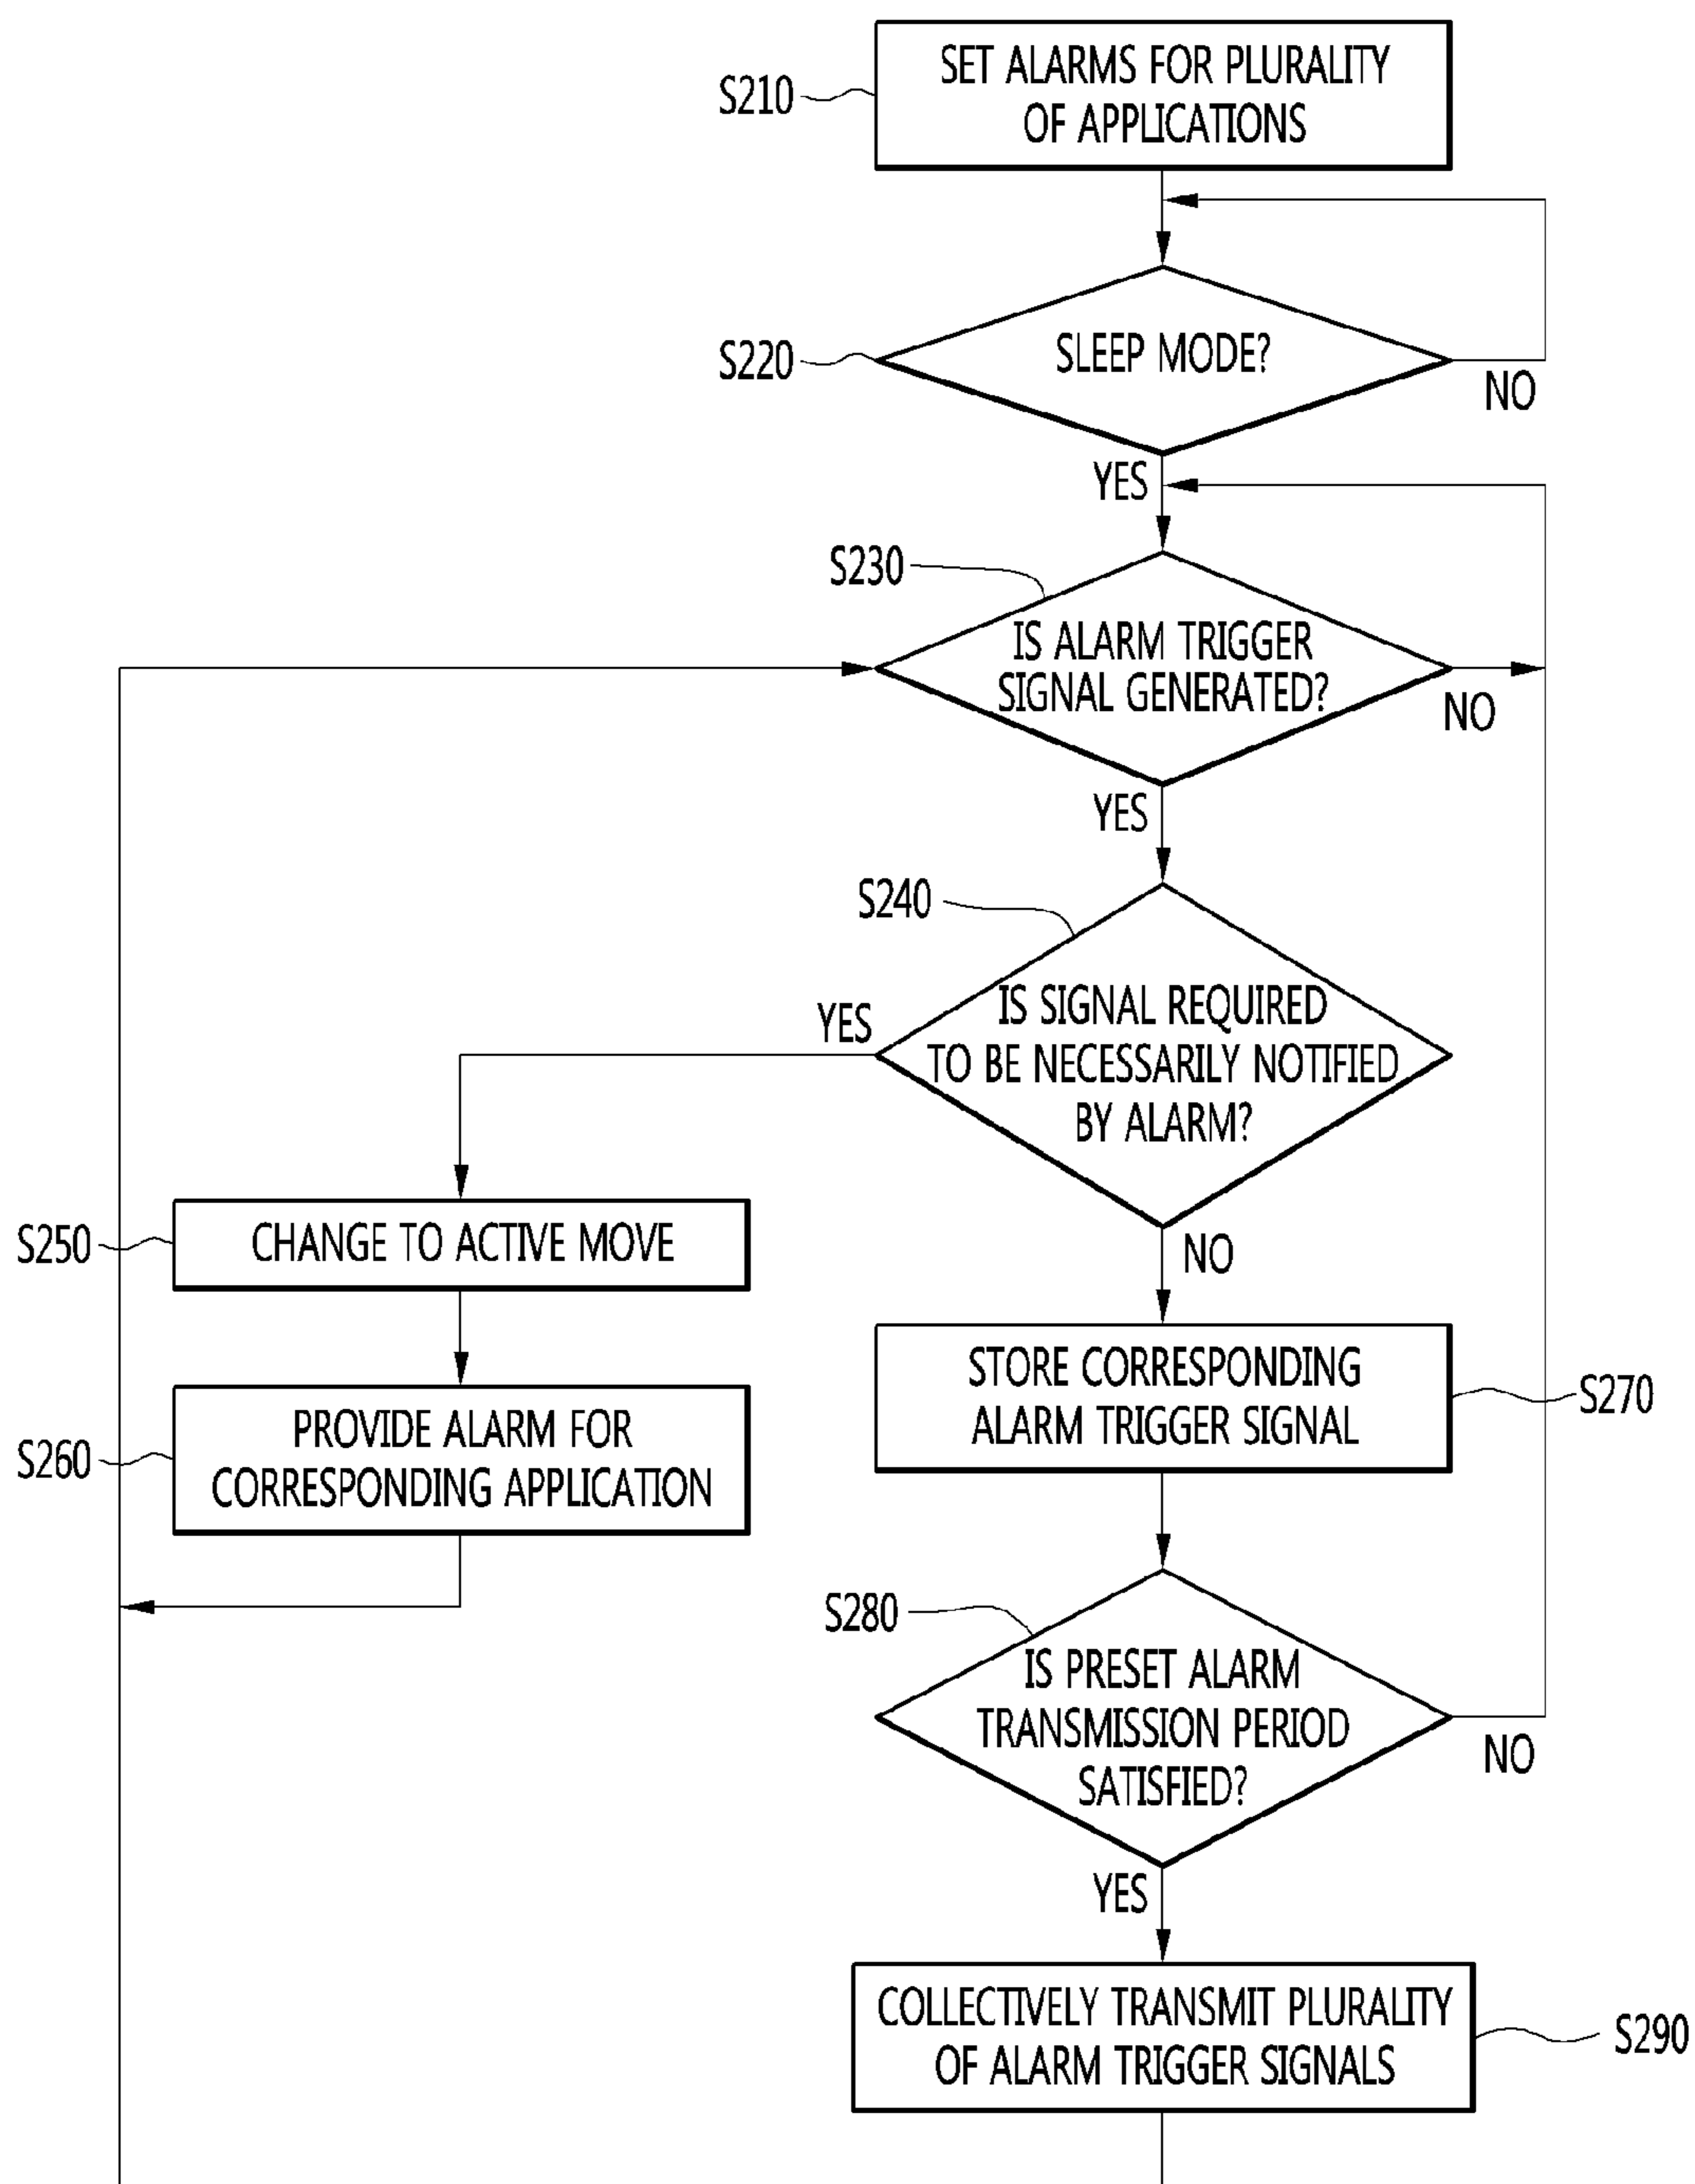 S210
SET ALARMS FOR PLURALITY
OF APPLICATIONS
S220
SLEEP MODE?
NO
YES
S230
IS ALARM TRIGGER
SIGNAL GENERATED?
NO
YES
S240
IS SIGNAL REQUIRED
TO BE NECESSARILY NOTIFIED
BY ALARM?
YES
NO
S250
CHANGE TO ACTIVE MOVE
S260
PROVIDE ALARM FOR
CORRESPONDING APPLICATION
STORE CORRESPONDING
ALARM TRIGGER SIGNAL
S270
S280
IS PRESET ALARM
TRANSMISSION PERIOD
SATISFIED?
NO
YES
COLLECTIVELY TRANSMIT PLURALITY
OF ALARM TRIGGER SIGNALS
S290